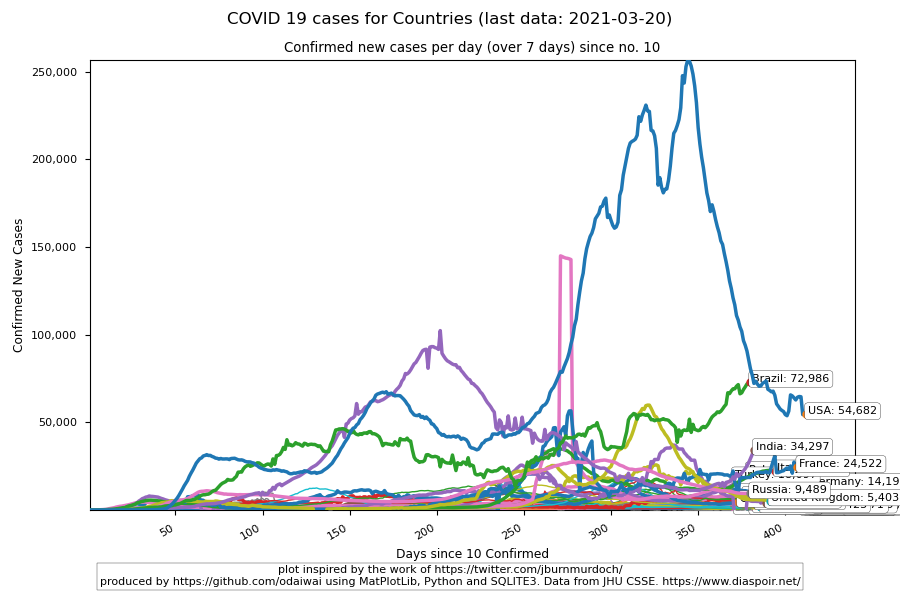 COVID 19 cases for Countries (last data: 2021-03-20)
Confirmed new cases per day (over 7 days) since no. 10
250,000
200,000
150,000
100,000
50,000
Confirmed New Cases
Brazil: 72,986
USA: 54,682
India: 34,297
France: 24,522
ermany: 14,19
Russia: 9,489
gdom: 5,403
50
100
150
200
250
300
350
400
Days since 10 Confirmed
plot inspired by the work of https://twitter.com/jburnmurdoch/
produced by https://github.com/odaiwai using MatPlotLib, Python and SQLITE3. Data from JHU CSSE. https://www.diaspoir.net/